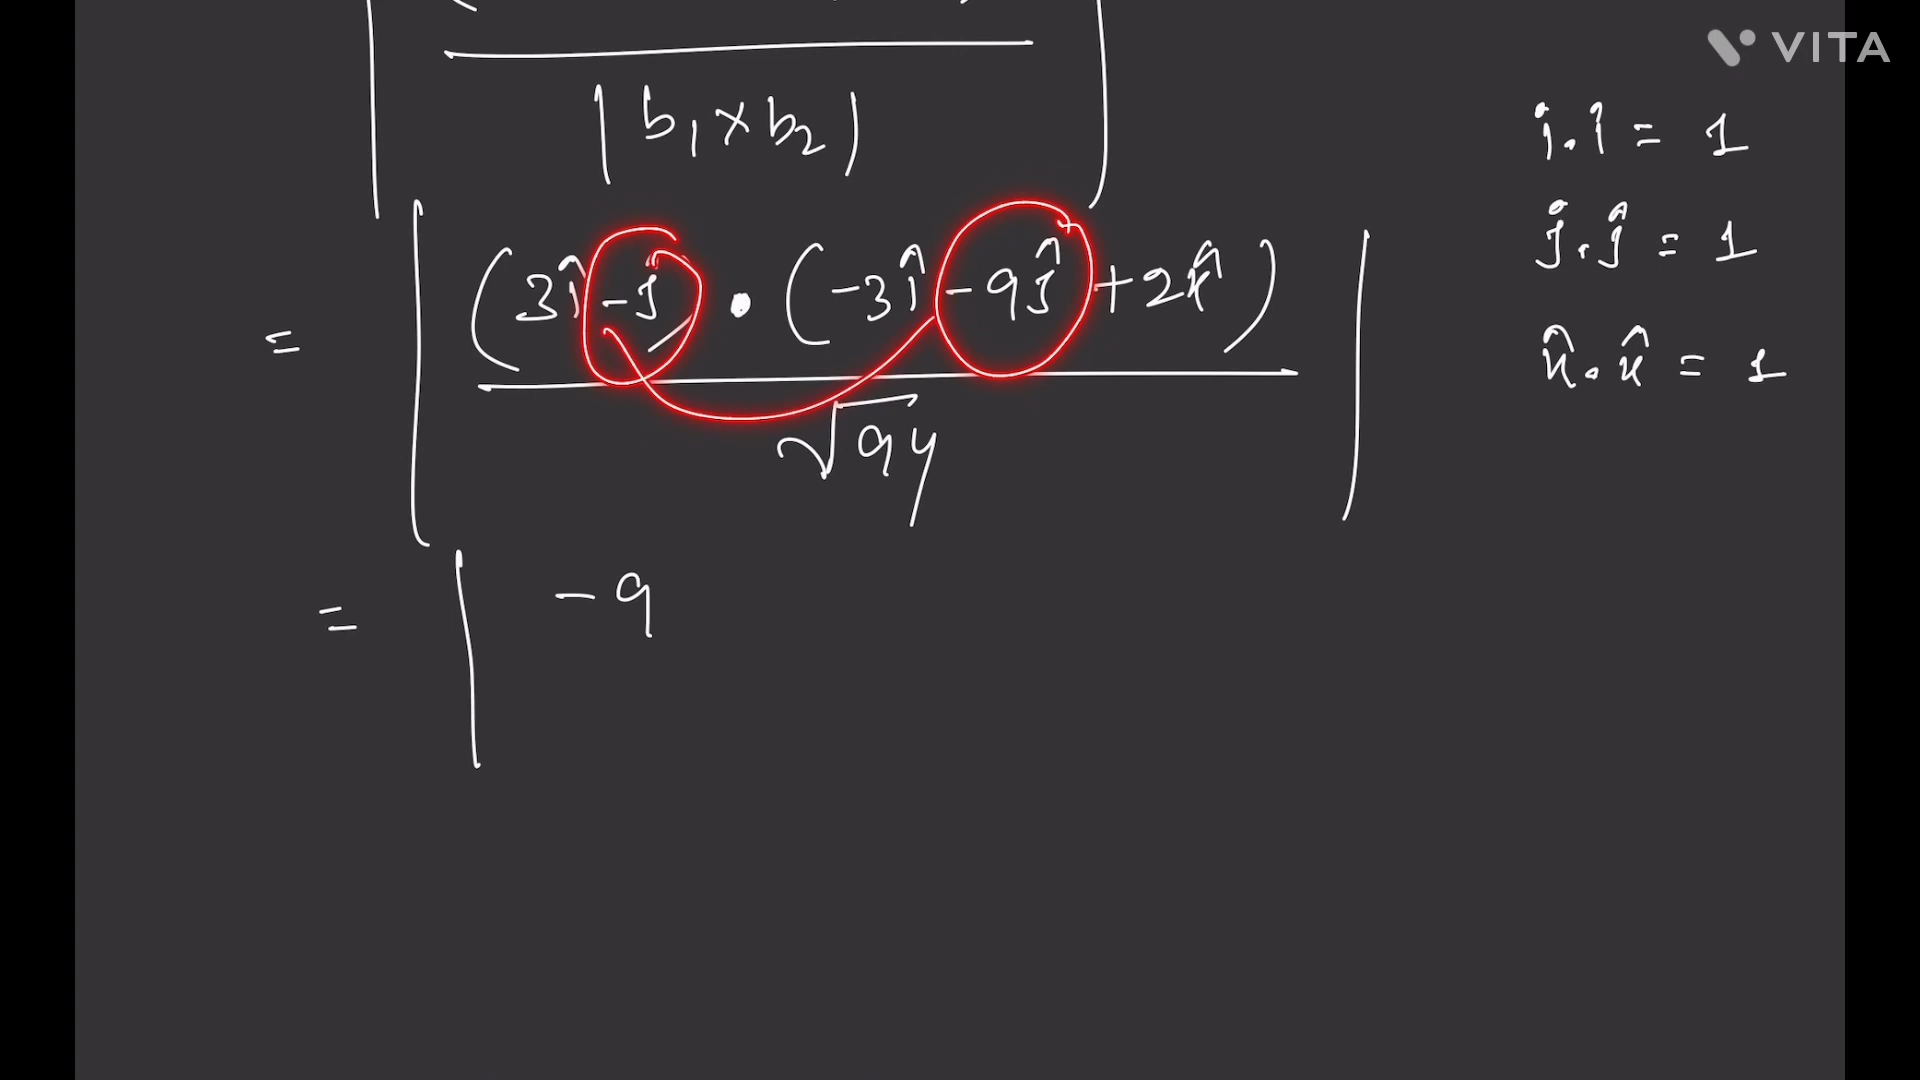 VITA
| b₁ × b₂ |
î.î = 1
ĵ.ĵ = 1
= | (3î - ĵ) • (-3î - 9ĵ + 2k̂) |
k̂.k̂ = 1
√94
= | -9